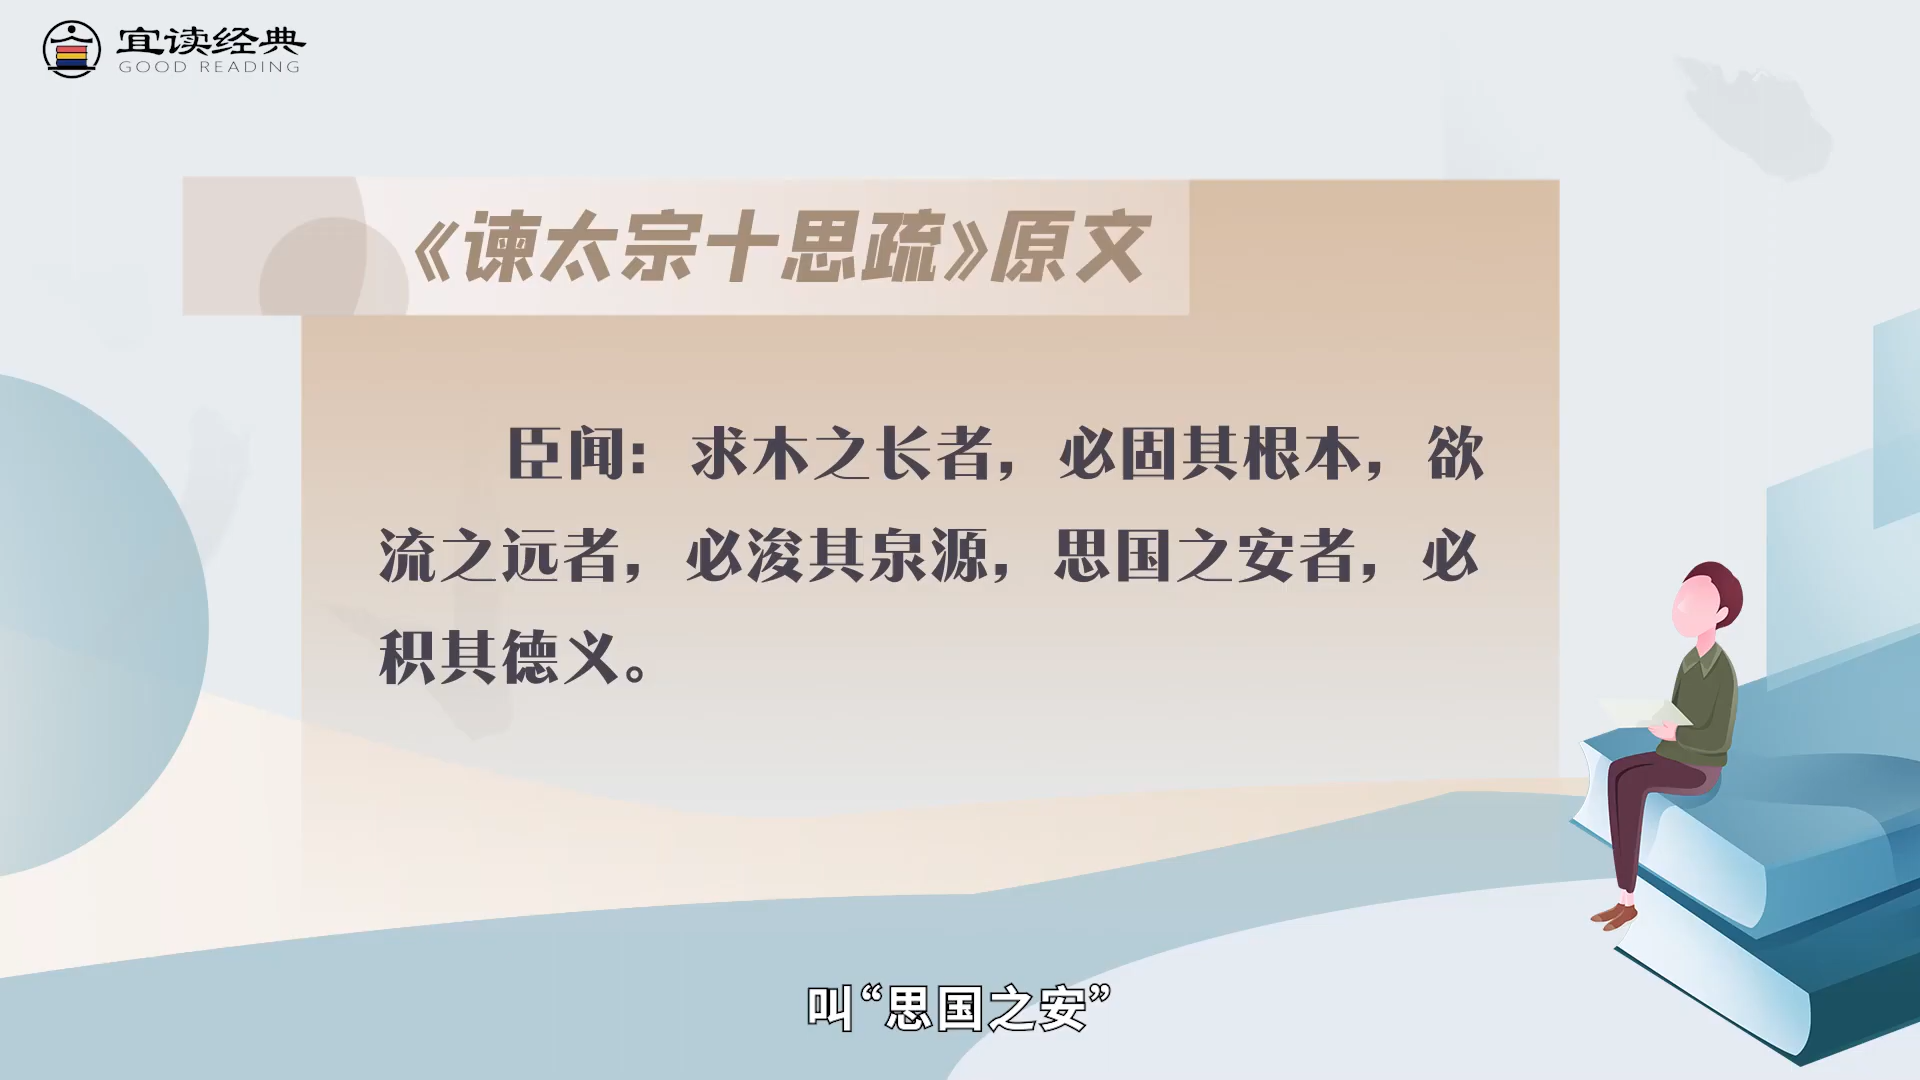 宜读经典
GOOD READING
《谏太宗十思疏》原文
臣闻：求木之长者，必固其根本，欲
流之远者，必浚其泉源，思国之安者，必
积其德义。
叫“思国之安”